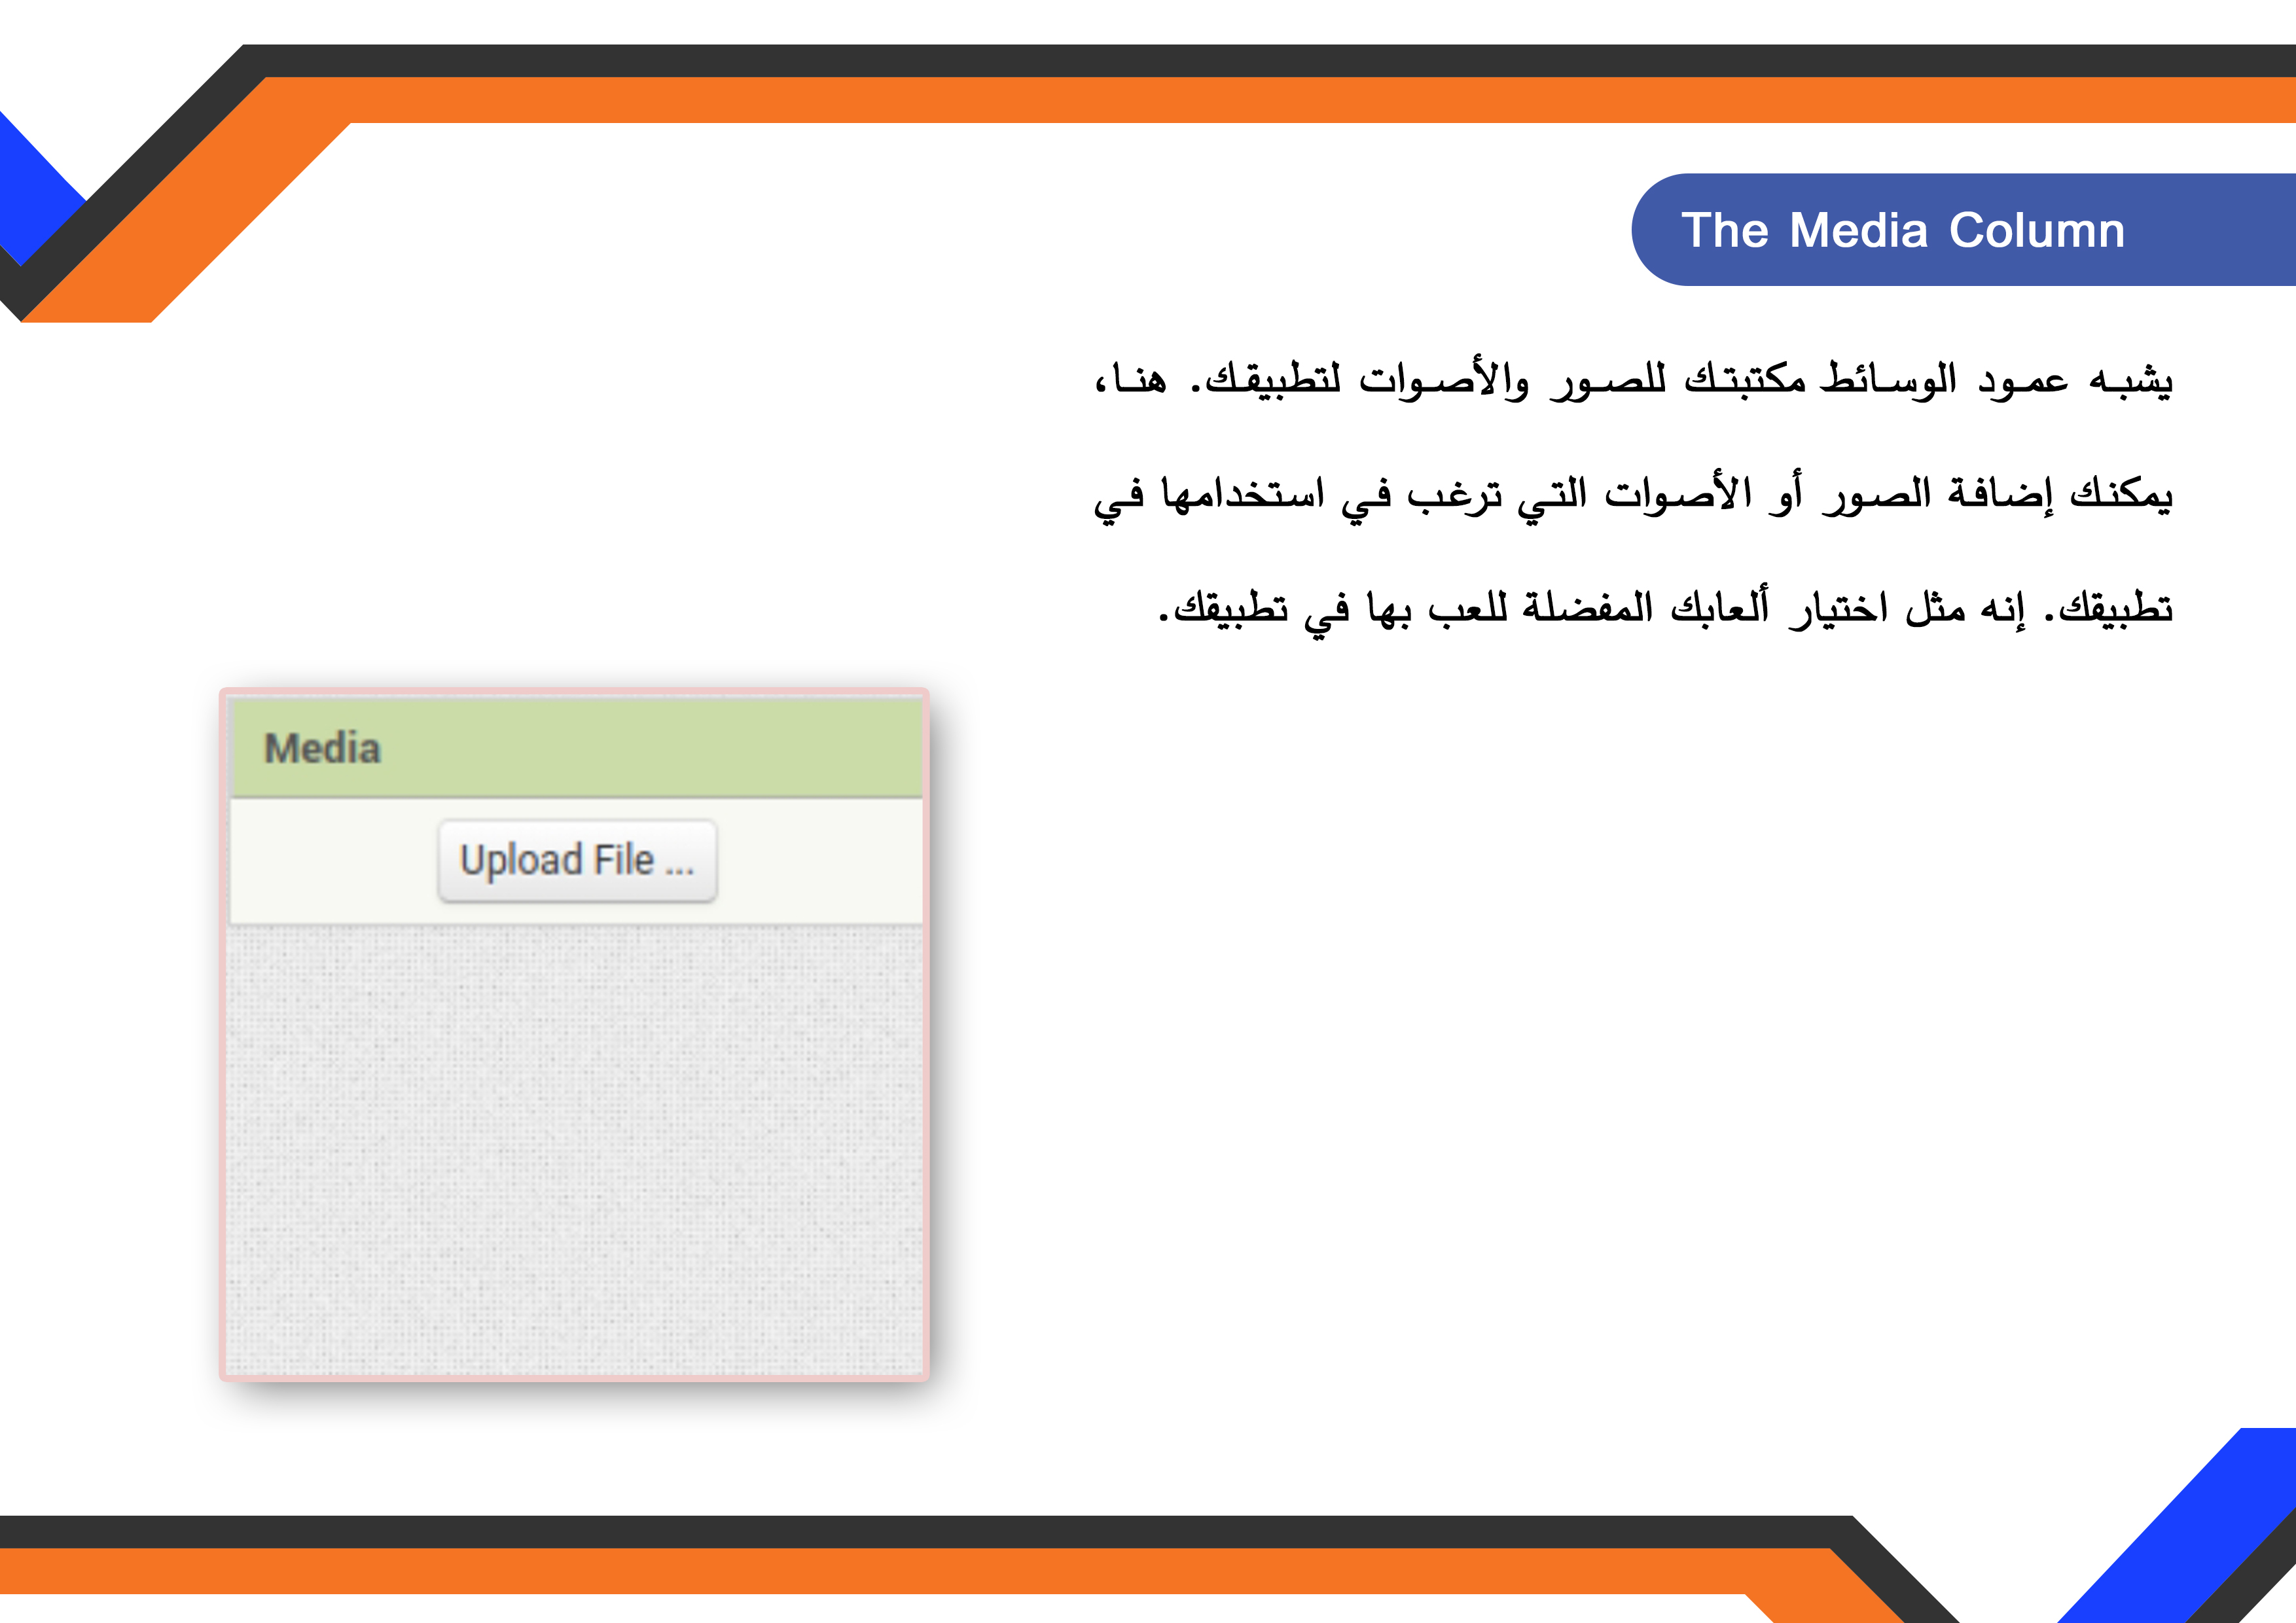 The Media Column
يشبه عمود الوسائط مكتبتك للصور والأصوات لتطبيقك. هنا،
يمكنك إضافة الصور أو الأصوات التي ترغب في استخدامها في
تطبيقك. إنه مثل اختيار ألعابك المفضلة للعب بها في تطبيقك.
Media
Upload File ...